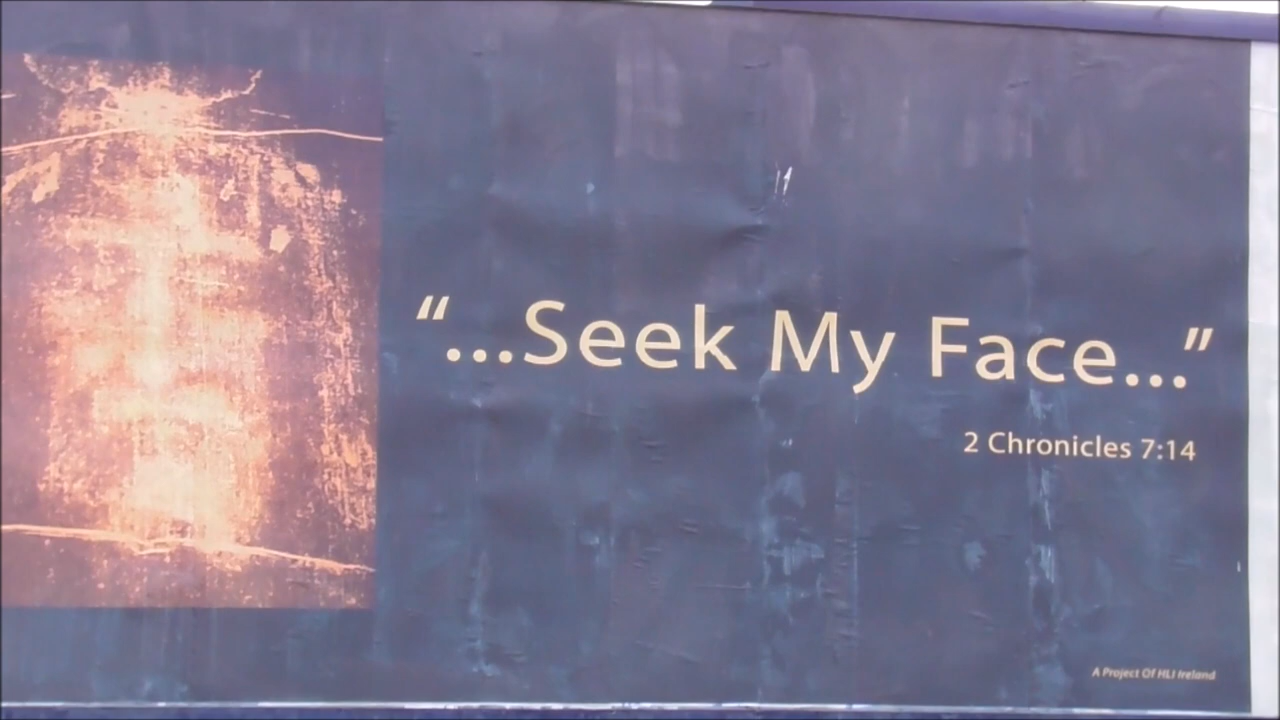 “...Seek My Face...”
2 Chronicles 7:14
A Project Of HLI Ireland